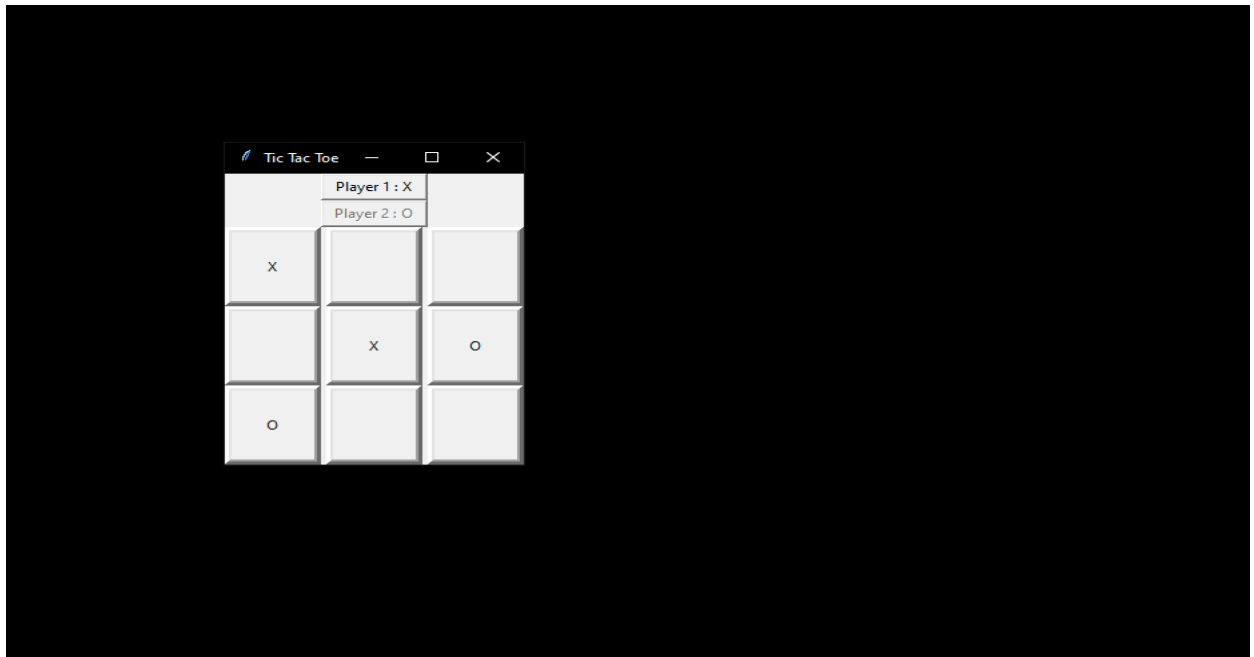 Tic Tac Toe
Player 1 : X
Player 2 : O
X
X O
O